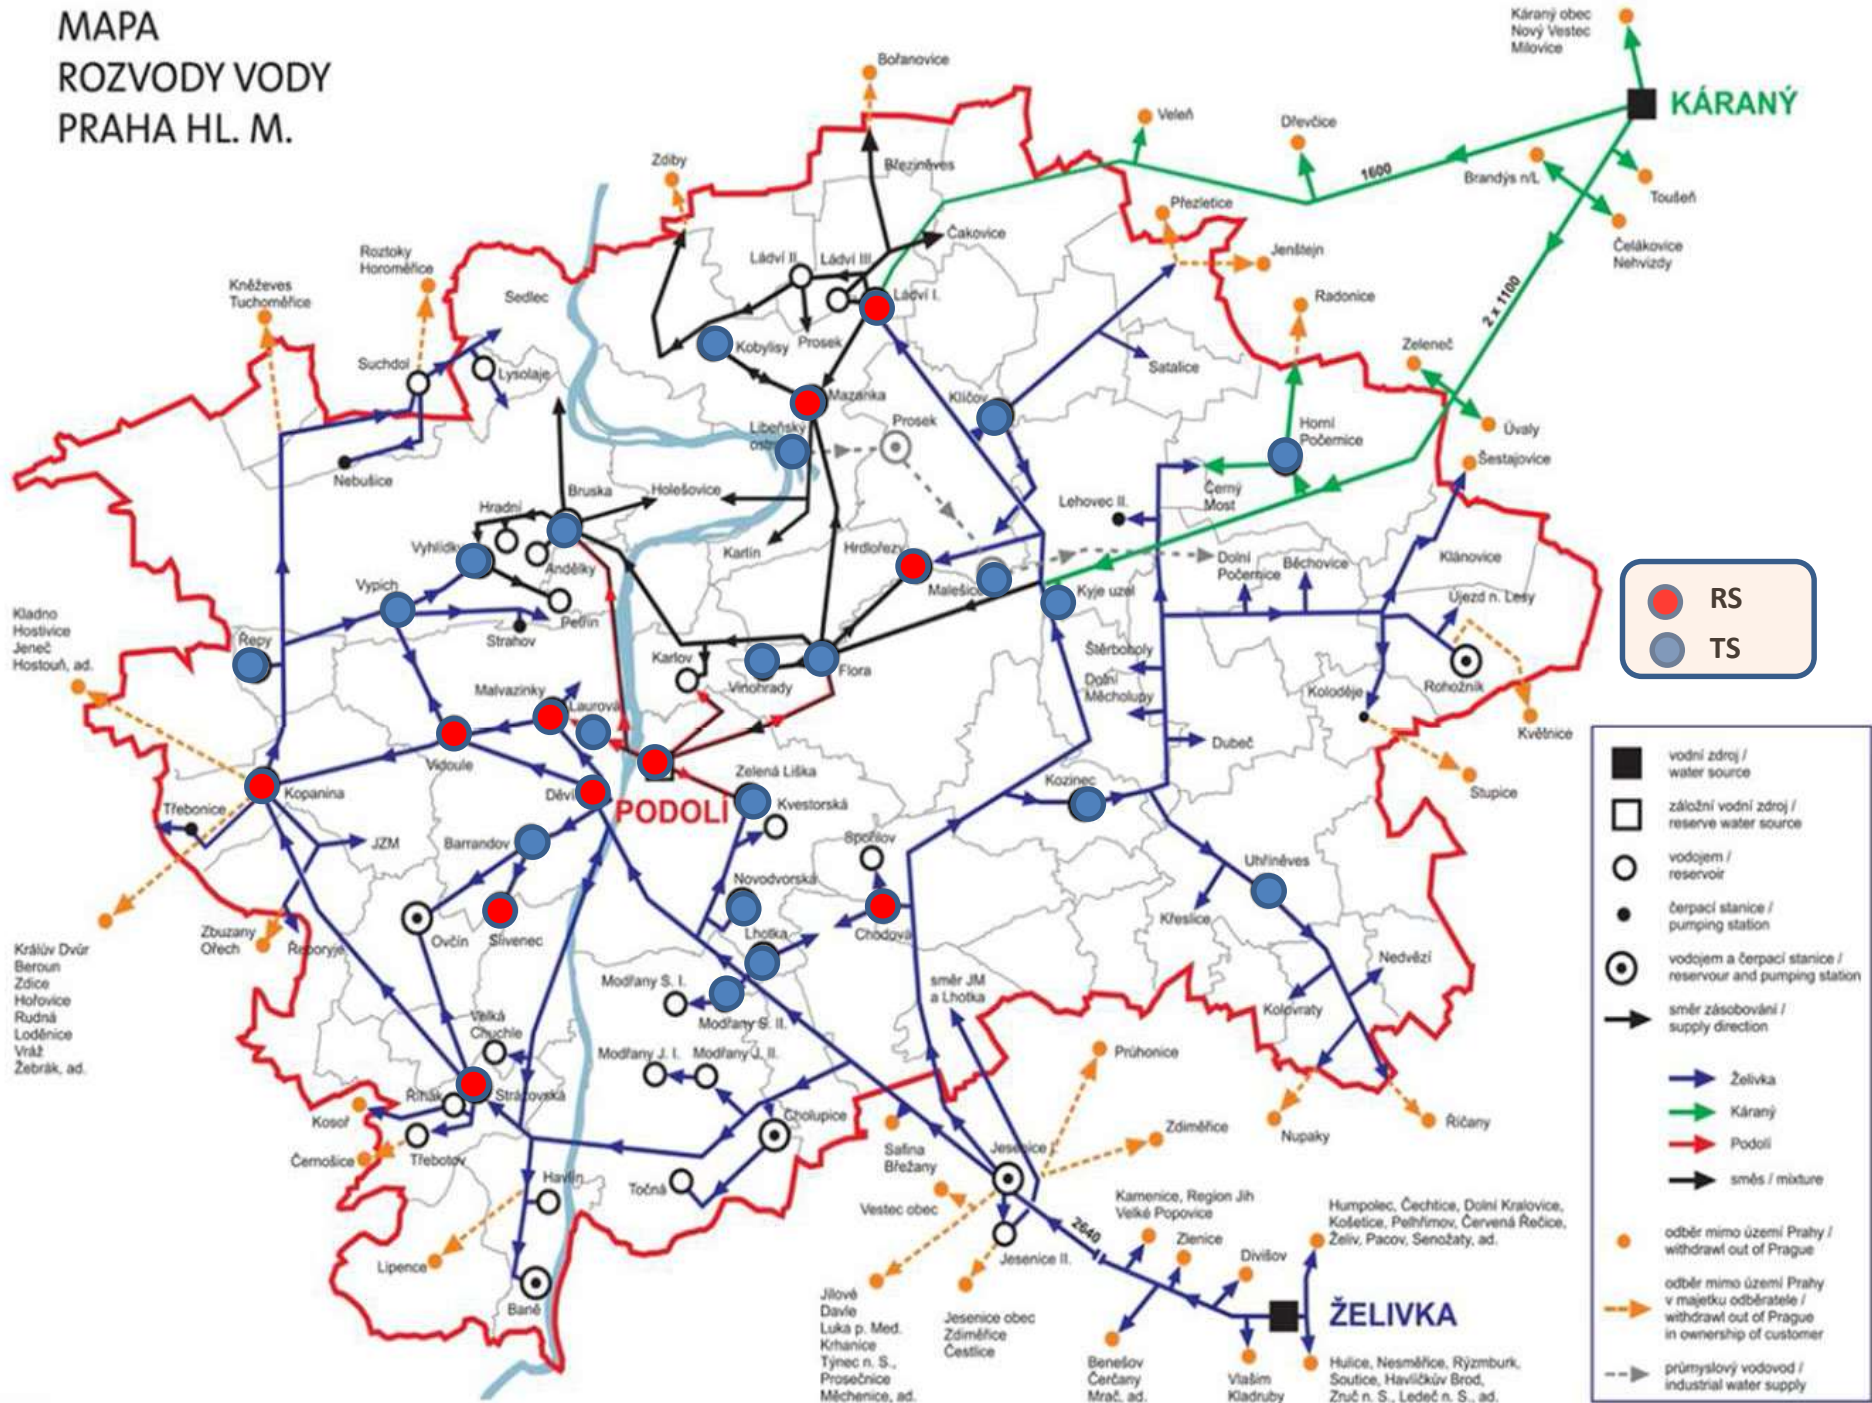 MAPA
ROZVODY VODY
PRAHA HL. M.
Káraný obec
Nový Vestec
Milovice
KÁRANÝ
Bořanovice
Veleň
Dřevčice
1600
Brandýs n/L
Toušeň
Čelákovice
Nehvizdy
Zdiby
Březiněves
Přezletice
Jenštejn
Čakovice
Roztoky
Horoměřice
Kněževes
Tuchoměřice
Sedlec
Ládví II.
Ládví III.
Ládví I.
Radonice
2 x 1100
Zeleneč
Suchdol
Lysolaje
Kobylisy
Prosek
Satalice
Mazanka
Klíčov
Libeňský
Prosek
Horní
Počernice
Úvaly
Šestajovice
Nebušice
Bruska
Holešovice
Hradní
Černý
Most
Lehovec II.
Vyhlídk
Andělky
Karlín
Hrdlořezy
Dolní
Počernice
Běchovice
Klánovice
Vypich
Petřín
Strahov
Malešice
Kyje uzel
Újezd n. Lesy
RS
TS
Kladno
Hostivice
Jeneč
Hostouň, ad.
Řepy
Karlov
Vinohrady
Flora
Štěrboholy
Dolní
Měcholupy
Koloděje
Rohožník
Malvazinky
Laurová
Květnice
Vidoule
Dubeč
Zelená Liška
Kozinec
Stupice
Kopanina
Děví
PODOLÍ
Kvestorská
Třebonice
JZM
Barrandov
Spořilov
Uhříněves
Novodvorská
Křeslice
Zbuzany
Ořech
Řeporyje
Ovčín
Slivenec
Lhotka
Chodová
Nedvězí
Králův Dvůr
Beroun
Zdice
Hořovice
Rudná
Loděnice
Vráž
Žebrák, ad.
Modřany S. I.
směr JM
a Lhotka
Kolovraty
Modřany S. II.
Velká
Chuchle
Modřany J. I.
Modřany J. II.
Průhonice
ŘiháK
Strážovská
Kosoř
Cholupice
Safina
Břežany
Jesenice I.
Zdiměřice
Nupaky
Říčany
Černošice
Třebotov
Havlín
Točná
Vestec obec
Kamenice, Region Jih
Velké Popovice
Humpolec, Čechtice, Dolní Kralovice,
Košetice, Pelhřimov, Červená Řečice,
Želiv, Pacov, Senožaty, ad.
2640
Zlenice
Divišov
Lipence
Jesenice II.
Baně
Jílové
Davle
Luka p. Med.
Krhanice
Týnec n. S.,
Prosečnice
Měchenice, ad.
Jesenice obec
Zdiměřice
Čestlice
ŽELIVKA
Benešov
Čerčany
Mrač, ad.
Vlašim
Kladruby
Hulice, Nesměřice, Rýzmburk,
Soutice, Havlíčkův Brod,
Zruč n. S., Ledeč n. S., ad.
vodní zdroj /
water source
záložní vodní zdroj /
reserve water source
vodojem /
reservoir
čerpací stanice /
pumping station
vodojem a čerpací stanice /
reservour and pumping station
směr zásobování /
supply direction
Želivka
Káraný
Podolí
směs / mixture
odběr mimo území Prahy /
withdrawl out of Prague
odběr mimo území Prahy
v majetku odběratele /
withdrawl out of Prague
in ownership of customer
průmyslový vodovod /
industrial water supply